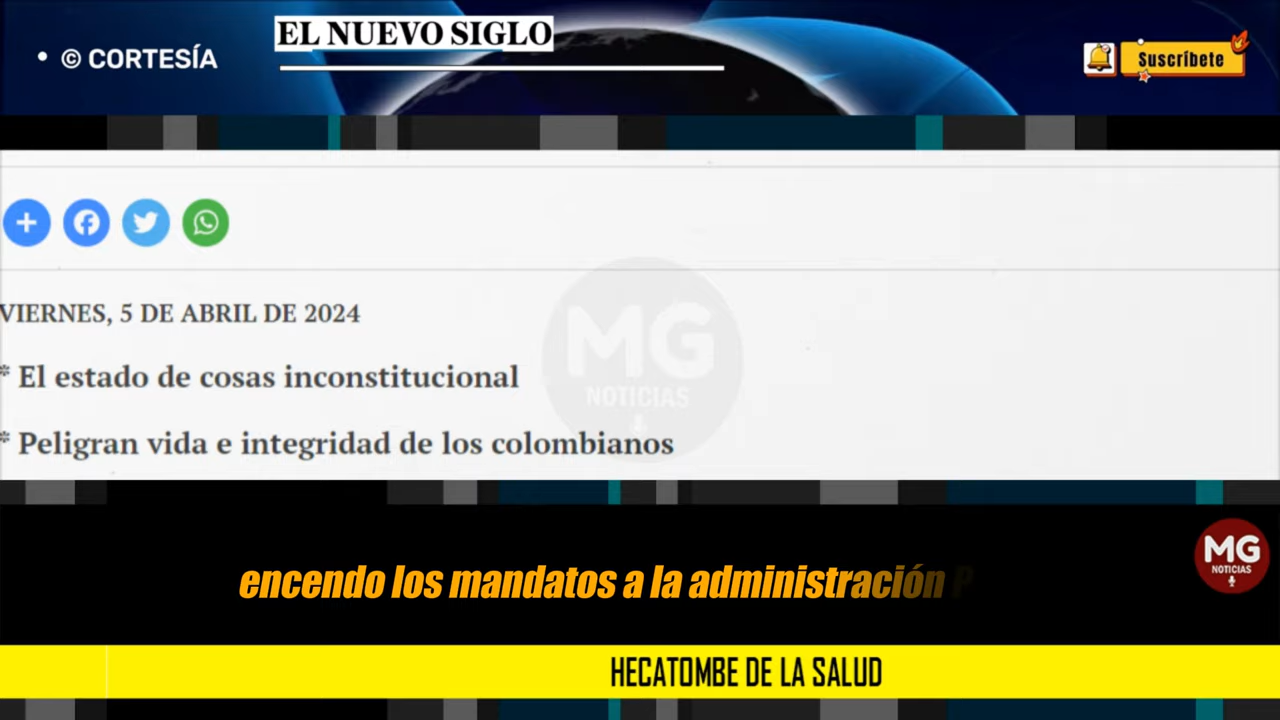 EL NUEVO SIGLO
• © CORTESÍA
Suscríbete
VIERNES, 5 DE ABRIL DE 2024
* El estado de cosas inconstitucional
MG
NOTICIAS
* Peligran vida e integridad de los colombianos
encendo los mandatos a la administración P
MG
NOTICIAS
HECATOMBE DE LA SALUD